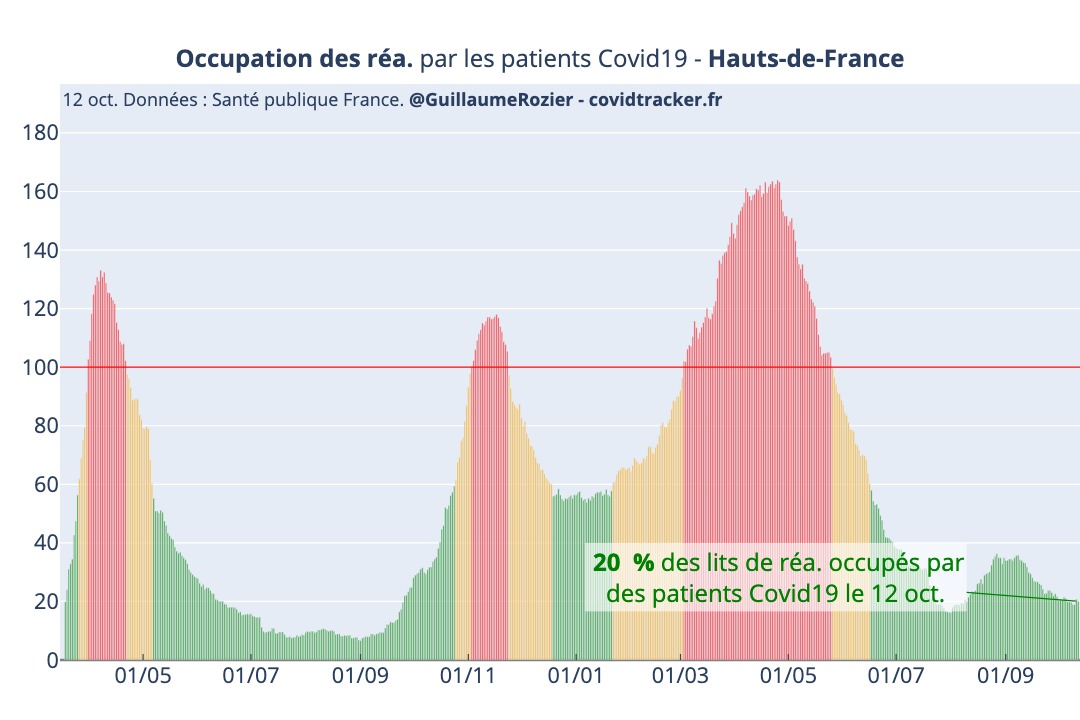 Occupation des réa. par les patients Covid19 - Hauts-de-France
12 oct. Données : Santé publique France. @GuillaumeRozier - covidtracker.fr
180
160
140
120
100
80
60
40
20
0
20 % des lits de réa. occupés par
des patients Covid19 le 12 oct.
01/05 01/07 01/09 01/11 01/01 01/03 01/05 01/07 01/09